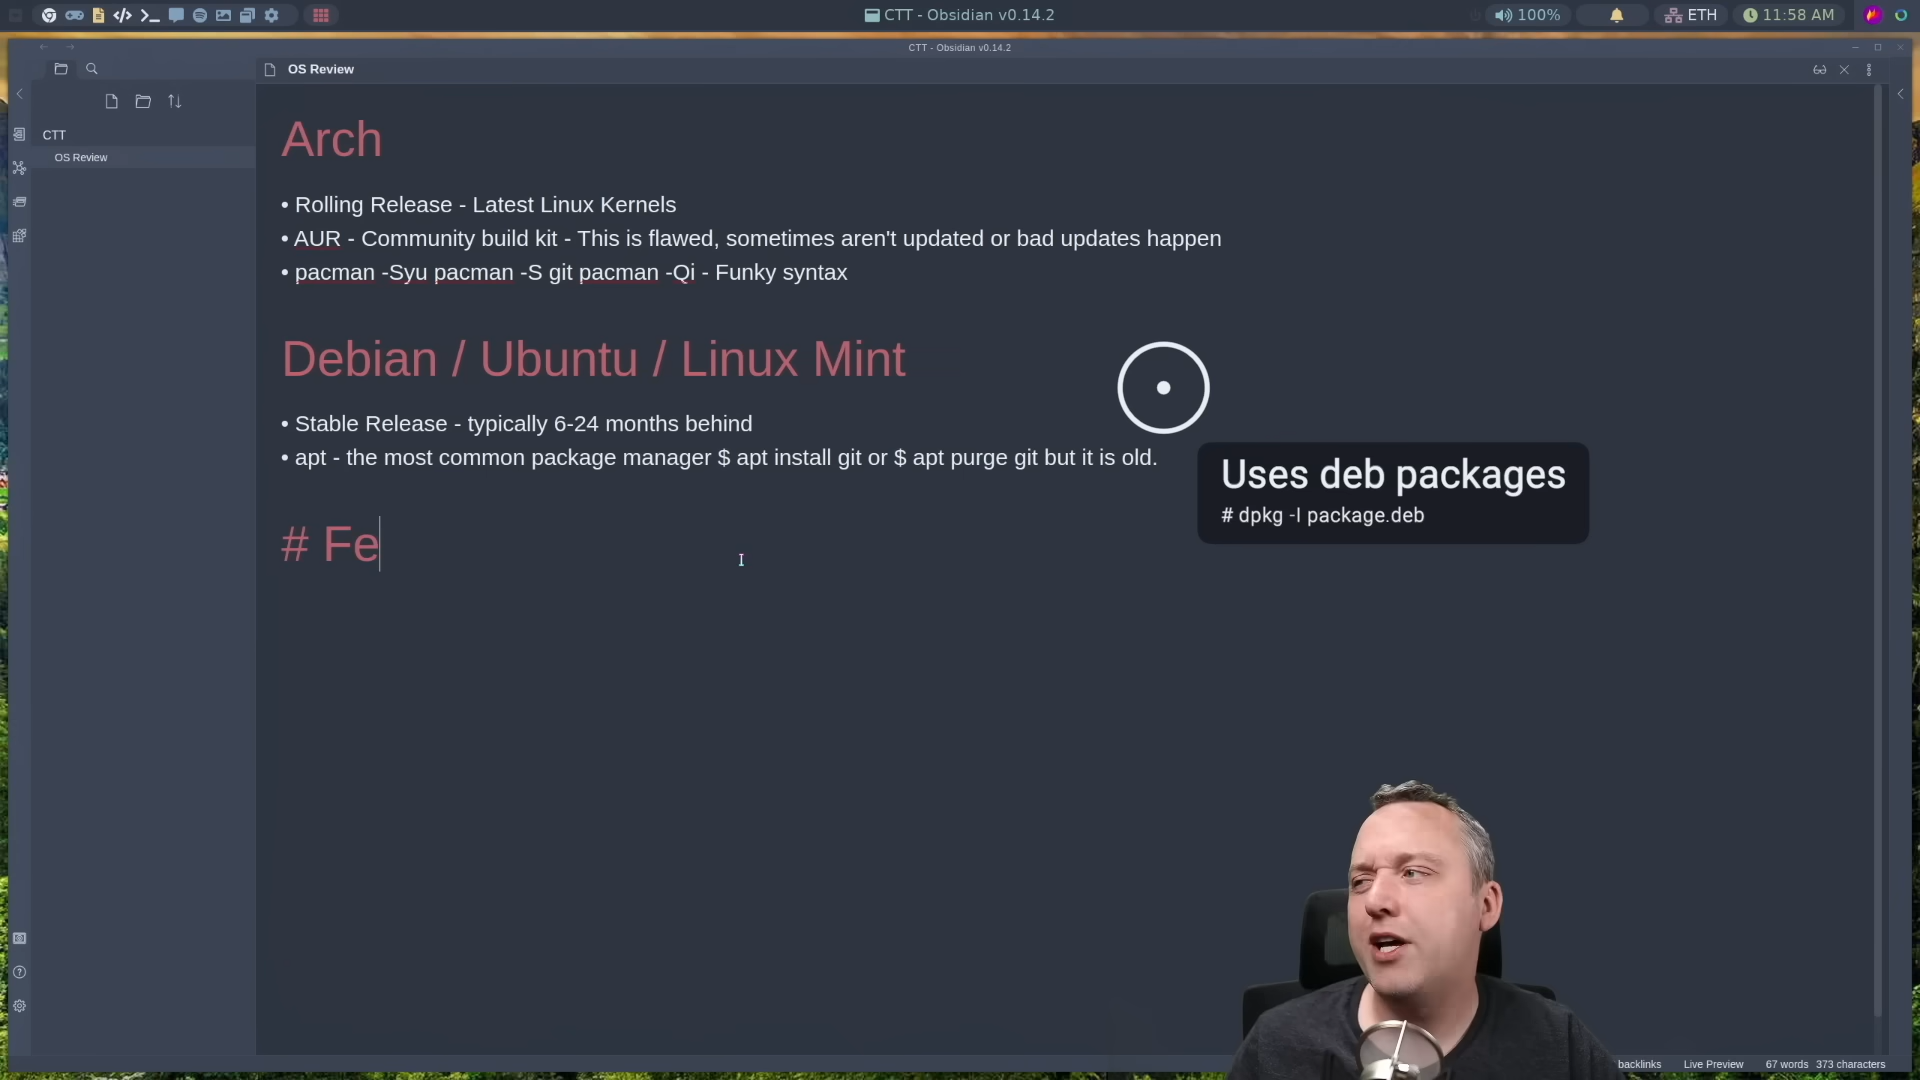 CTT - Obsidian v0.14.2
100%
ETH
11:58 AM
CTT - Obsidian v0.14.2
OS Review
CTT
OS Review
Arch
• Rolling Release - Latest Linux Kernels
• AUR - Community build kit - This is flawed, sometimes aren't updated or bad updates happen
• pacman -Syu pacman -S git pacman -Qi - Funky syntax
Debian / Ubuntu / Linux Mint
• Stable Release - typically 6-24 months behind
• apt - the most common package manager $ apt install git or $ apt purge git but it is old.
Uses deb packages
# dpkg -I package.deb
# Fe
backlinks
Live Preview
67 words
373 characters